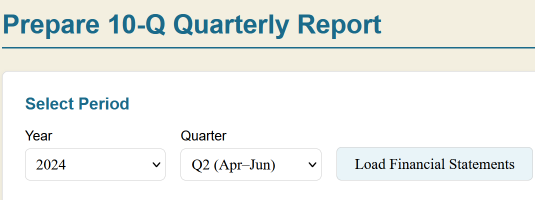 Prepare 10-Q Quarterly Report
Select Period
Year
Quarter
2024
Q2 (Apr–Jun)
Load Financial Statements